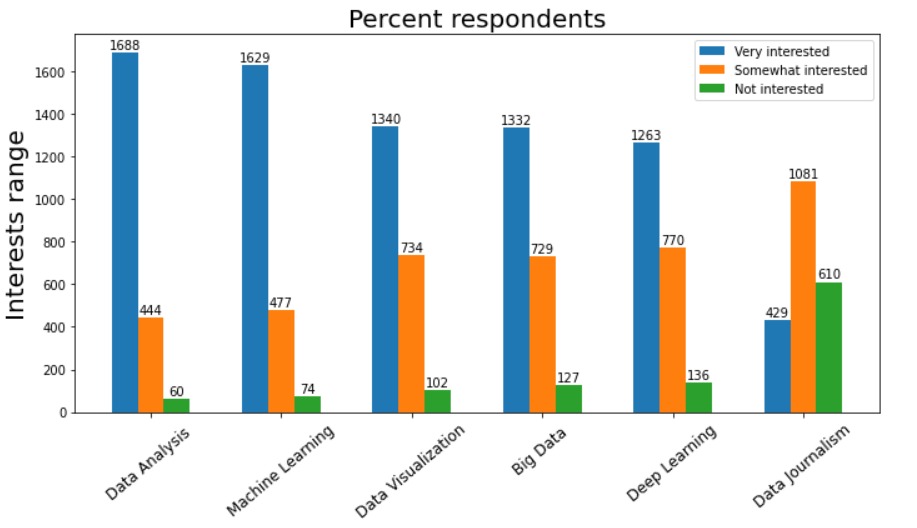 Percent respondents
Interests range
1600
1400
1200
1000
800
600
400
200
0
Very interested
Somewhat interested
Not interested
1688
444
60
1629
477
74
1340
734
102
1332
729
127
1263
770
136
429
1081
610
Data Analysis
Machine Learning
Data Visualization
Big Data
Deep Learning
Data Journalism